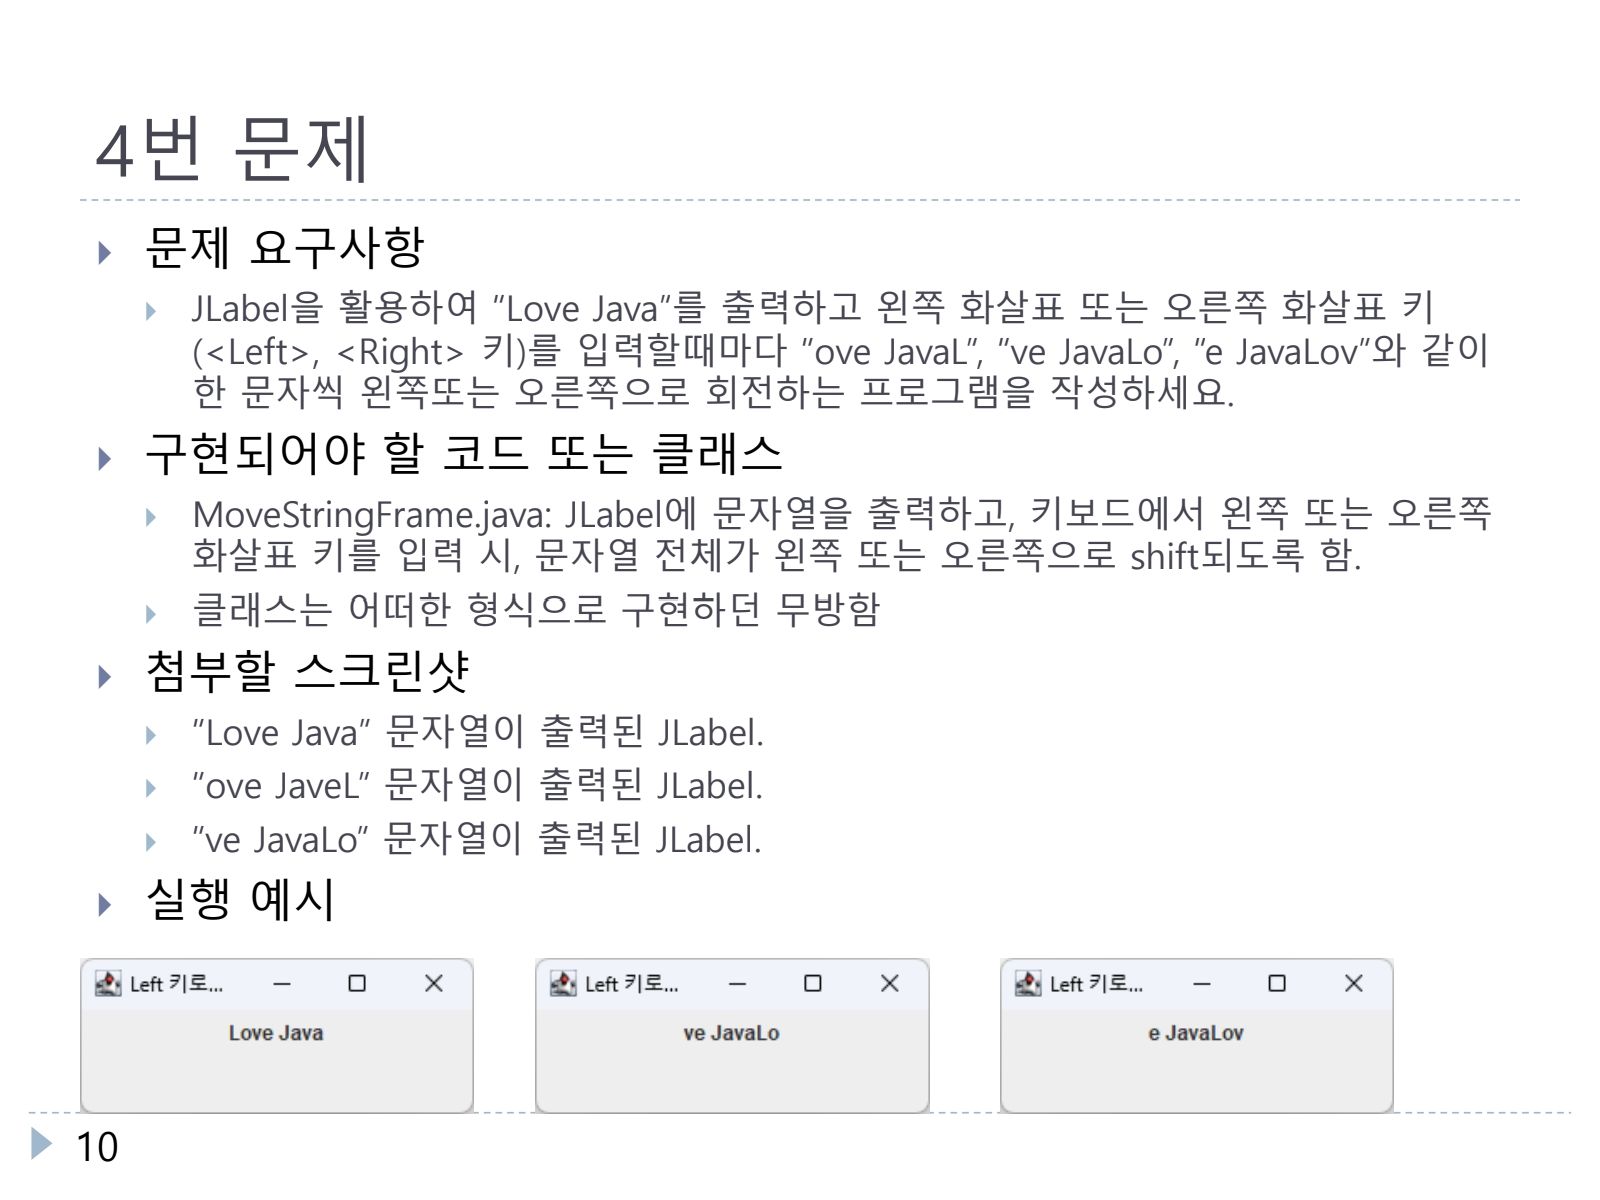 4번 문제
문제 요구사항
JLabel을 활용하여 "Love Java"를 출력하고 왼쪽 화살표 또는 오른쪽 화살표 키
(<Left>, <Right> 키)를 입력할때마다 "ove JavaL", "ve JavaLo", "e JavaLov"와 같이
한 문자씩 왼쪽또는 오른쪽으로 회전하는 프로그램을 작성하세요.
구현되어야 할 코드 또는 클래스
MoveStringFrame.java: JLabel에 문자열을 출력하고, 키보드에서 왼쪽 또는 오른쪽
화살표 키를 입력 시, 문자열 전체가 왼쪽 또는 오른쪽으로 shift되도록 함.
클래스는 어떠한 형식으로 구현하던 무방함
첨부할 스크린샷
"Love Java" 문자열이 출력된 JLabel.
"ove JaveL" 문자열이 출력된 JLabel.
"ve JavaLo" 문자열이 출력된 JLabel.
실행 예시
Left 키로...
Love Java
Left 키로...
ve JavaLo
Left 키로...
e JavaLov
10